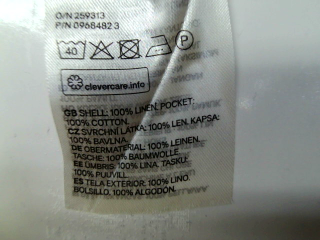 O/N 259313
P/N 0968482 3
40 P
clevercare.info
GB SHELL: 100% LINEN. POCKET:
100% COTTON.
CZ SVRCHNÍ LÁTKA: 100% LEN. KAPSA:
100% BAVLNA.
DE OBERMATERIAL: 100% LEINEN.
TASCHE: 100% BAUMWOLLE
EE ÜMBRIS: 100% LINA. TASKU:
100% PUUVILL.
ES TELA EXTERIOR: 100% LINO.
BOLSILLO: 100% ALGODÓN.